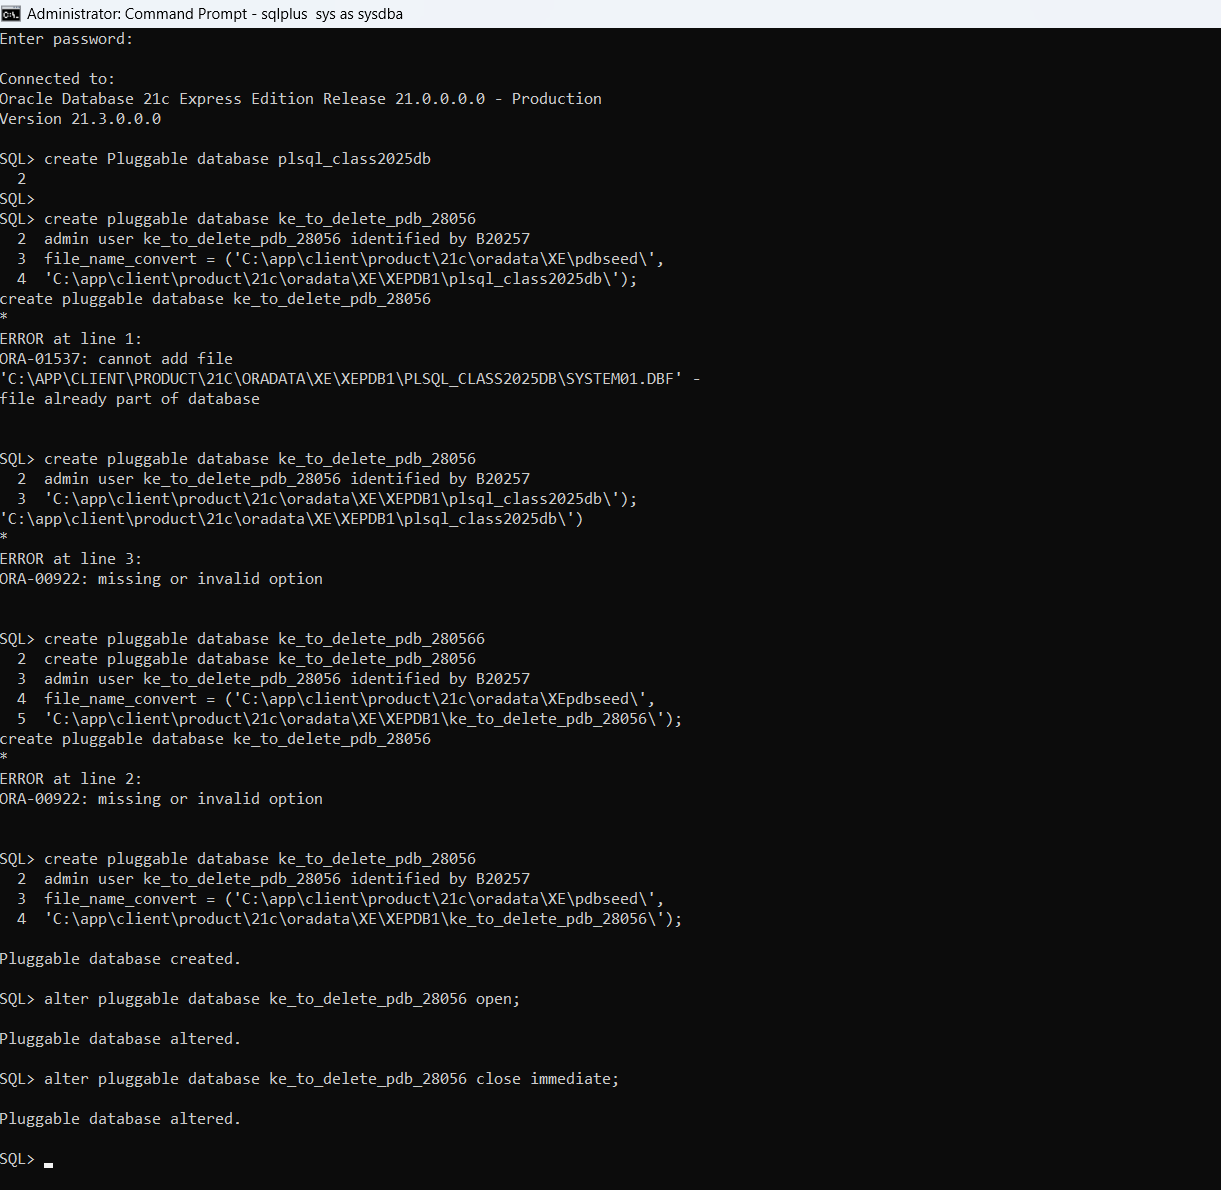 Administrator: Command Prompt - sqlplus  sys as sysdba
Enter password:
Connected to:
Oracle Database 21c Express Edition Release 21.0.0.0.0 - Production
Version 21.3.0.0.0
SQL> create Pluggable database plsql_class2025db
  2
SQL>
SQL> create pluggable database ke_to_delete_pdb_28056
  2  admin user ke_to_delete_pdb_28056 identified by B20257
  3  file_name_convert = ('C:\app\client\product\21c\oradata\XE\pdbseed\',
  4  'C:\app\client\product\21c\oradata\XE\XEPDB1\plsql_class2025db\');
create pluggable database ke_to_delete_pdb_28056
*
ERROR at line 1:
ORA-01537: cannot add file
'C:\APP\CLIENT\PRODUCT\21C\ORADATA\XE\XEPDB1\PLSQL_CLASS2025DB\SYSTEM01.DBF' -
file already part of database
SQL> create pluggable database ke_to_delete_pdb_28056
  2  admin user ke_to_delete_pdb_28056 identified by B20257
  3  'C:\app\client\product\21c\oradata\XE\XEPDB1\plsql_class2025db\');
'C:\app\client\product\21c\oradata\XE\XEPDB1\plsql_class2025db\')
*
ERROR at line 3:
ORA-00922: missing or invalid option
SQL> create pluggable database ke_to_delete_pdb_280566
  2  create pluggable database ke_to_delete_pdb_28056
  3  admin user ke_to_delete_pdb_28056 identified by B20257
  4  file_name_convert = ('C:\app\client\product\21c\oradata\XEpdbseed\',
  5  'C:\app\client\product\21c\oradata\XE\XEPDB1\ke_to_delete_pdb_28056\');
create pluggable database ke_to_delete_pdb_28056
*
ERROR at line 2:
ORA-00922: missing or invalid option
SQL> create pluggable database ke_to_delete_pdb_28056
  2  admin user ke_to_delete_pdb_28056 identified by B20257
  3  file_name_convert = ('C:\app\client\product\21c\oradata\XE\pdbseed\',
  4  'C:\app\client\product\21c\oradata\XE\XEPDB1\ke_to_delete_pdb_28056\');
Pluggable database created.
SQL> alter pluggable database ke_to_delete_pdb_28056 open;
Pluggable database altered.
SQL> alter pluggable database ke_to_delete_pdb_28056 close immediate;
Pluggable database altered.
SQL>